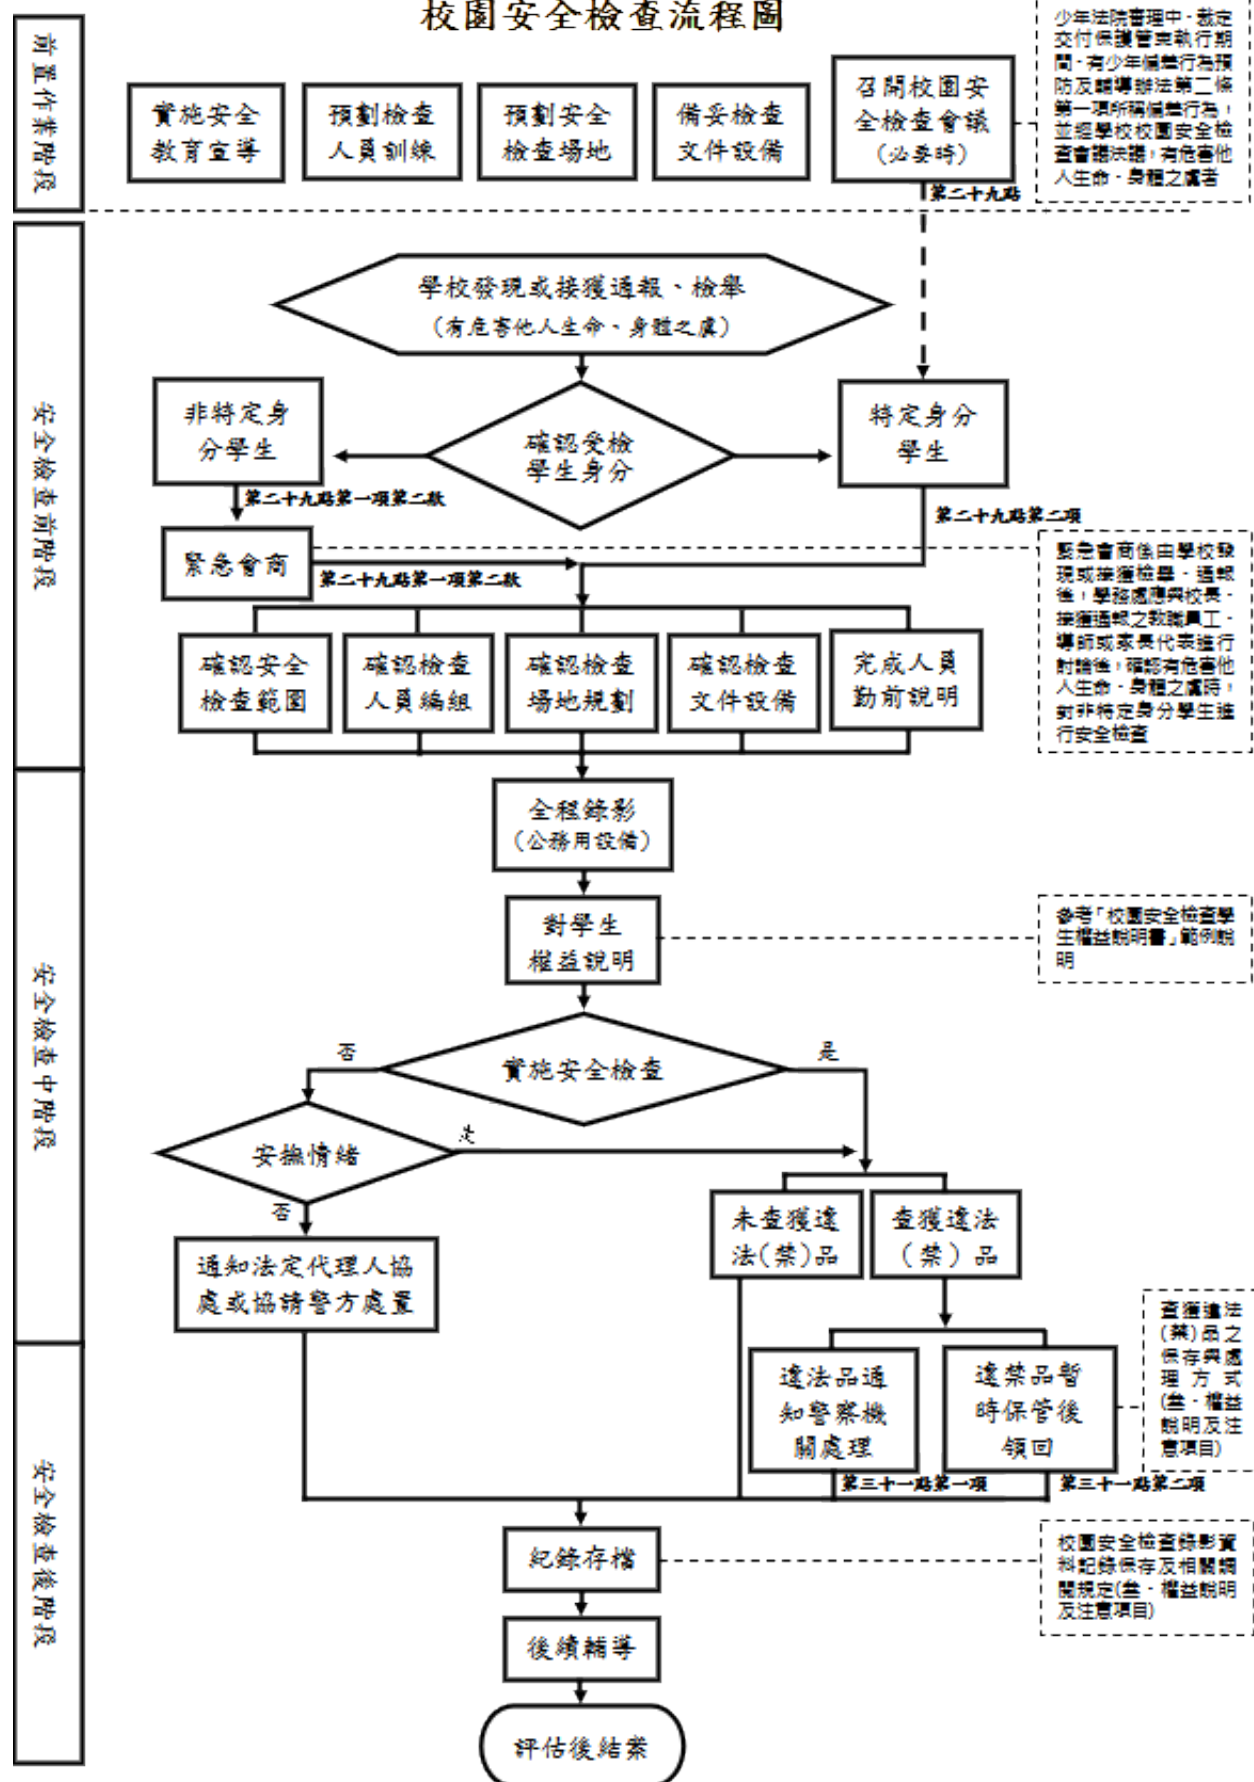 校園安全檢查流程圖
前置作業階段
實施安全
教育宣導
預劃檢查
人員訓練
預劃安全
檢查場地
備妥檢查
文件設備
召開校園安
全檢查會議
(必要時)
少年法院審理中、裁定
交付保護管束執行期
間、有少年偏差行為預
防及輔導辦法第二條
第一項所稱偏差行為，
並經學校校園安全檢
查會議決議，有危害他
人生命、身體之虞者
第二十九點
安全檢查前階段
學校發現或接獲通報、檢舉
(有危害他人生命、身體之虞)
非特定身
分學生
確認受檢
學生身分
特定身分
學生
第二十九點第一項第二款
第二十九點第二項
緊急會商
第二十九點第一項第二款
緊急會商係由學校發
現或接獲檢舉、通報
後，學務處應與校長、
接獲通報之教職員工、
導師或家長代表進行
討論後，確認有危害他
人生命、身體之虞時，
對非特定身分學生進
行安全檢查
確認安全
檢查範圍
確認檢查
人員編組
確認檢查
場地規劃
確認檢查
文件設備
完成人員
勤前說明
安全檢查中階段
全程錄影
(公務用設備)
對學生
權益說明
參考「校園安全檢查學
生權益說明書」範例說
明
實施安全檢查
否
是
安撫情緒
是
否
通知法定代理人協
處或協請警方處置
未查獲違
法(禁)品
查獲違法
(禁)品
查獲違法
(禁)品之
保存與處
理方式
(叁、權益
說明及注
意項目)
安全檢查後階段
違法品通
知警察機
關處理
違禁品暫
時保管後
領回
第三十一點第一項
第三十一點第二項
紀錄存檔
校園安全檢查錄影資
料記錄保存及相關調
閱規定(叁、權益說明
及注意項目)
後續輔導
評估後結案